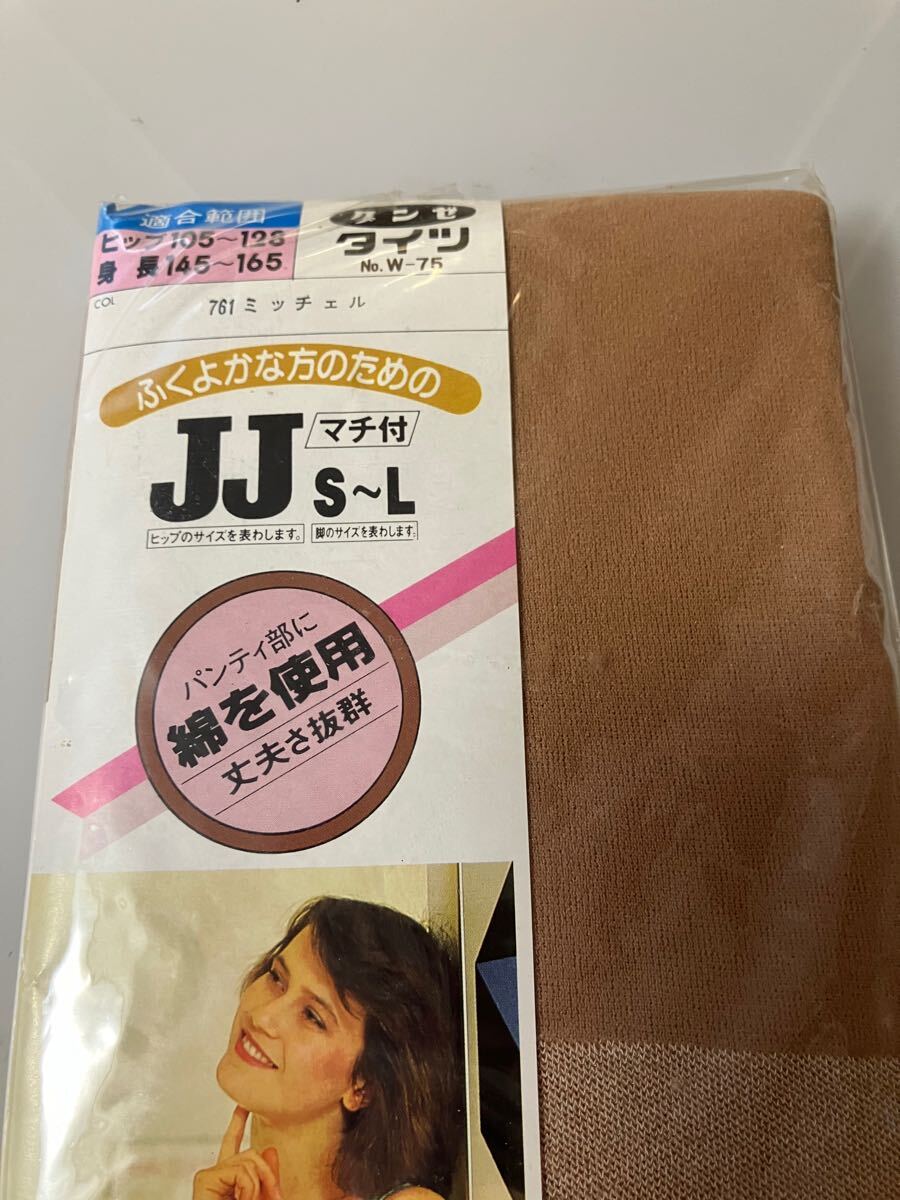 適合範囲
ヒップ105〜128
身長145〜165
グンゼ
タイツ
No. W-75
COL
761 ミッチェル
ふくよかな方のための
JJ
マチ付
S〜L
ヒップのサイズを表わします。
脚のサイズを表わします。
パンティ部に
綿を使用
丈夫さ抜群